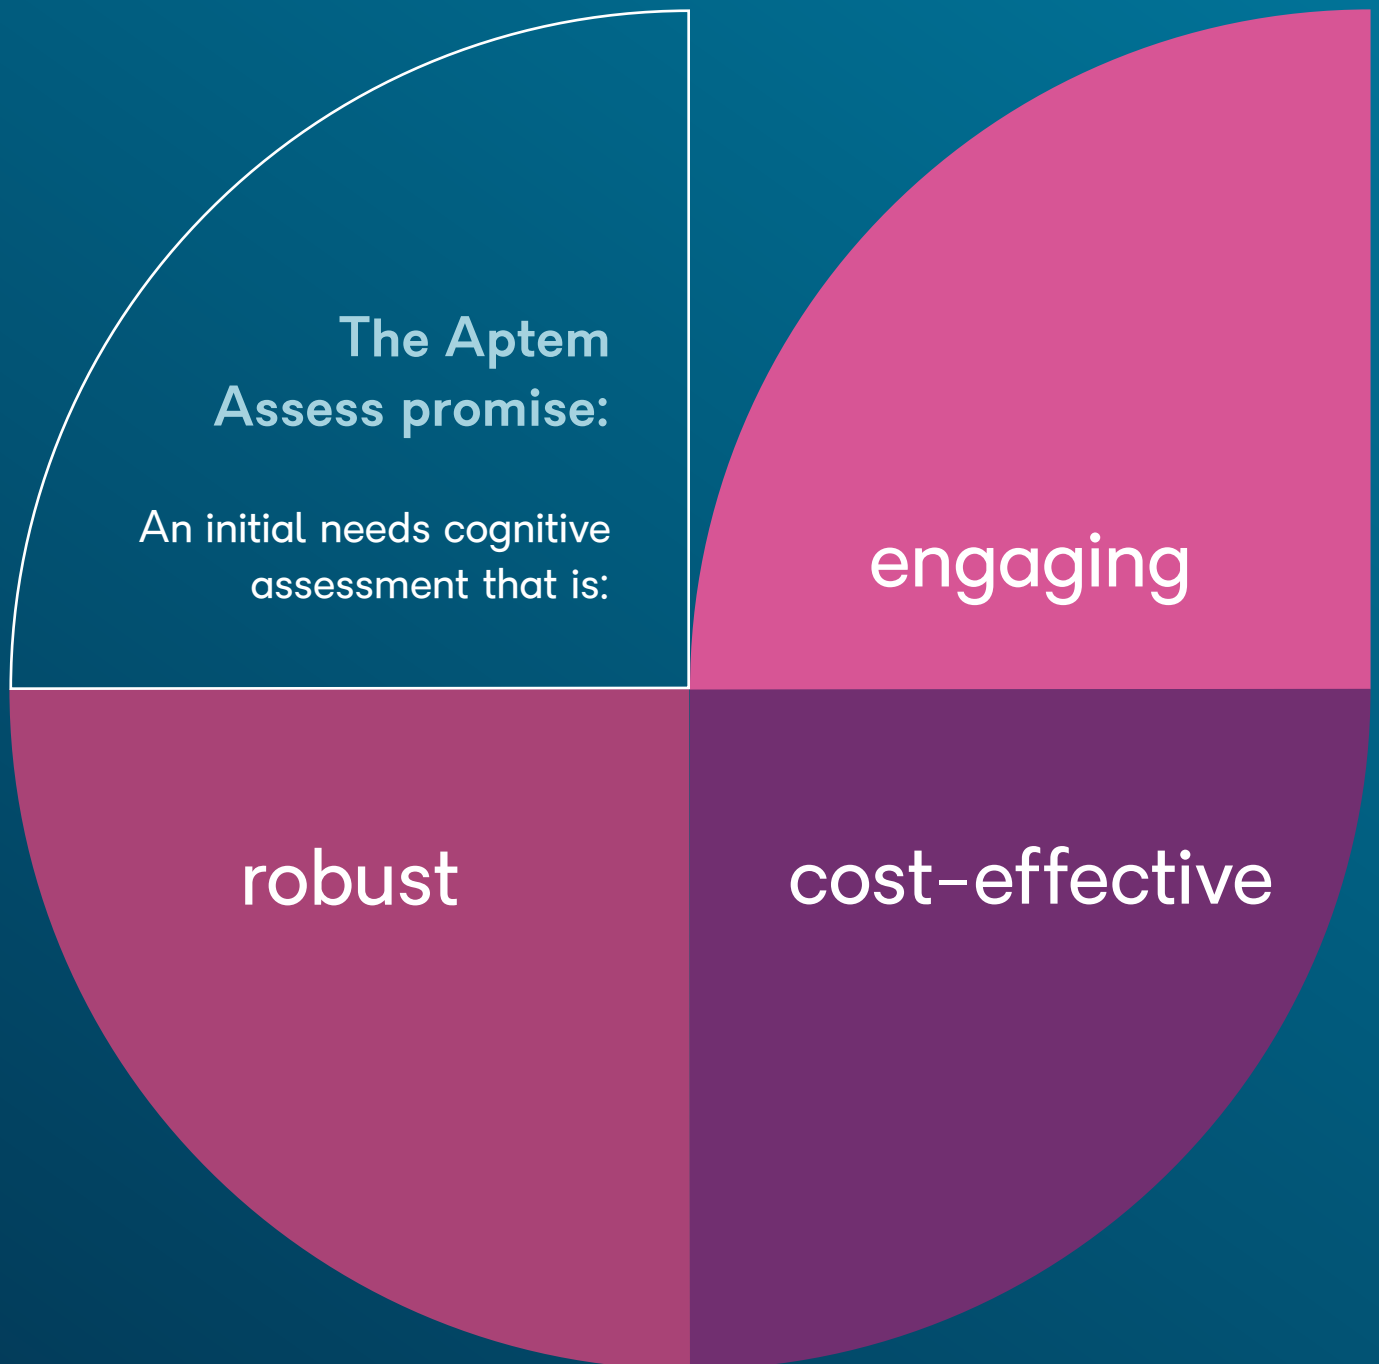 The Aptem
Assess promise:
An initial needs cognitive
assessment that is:
engaging
robust
cost-effective